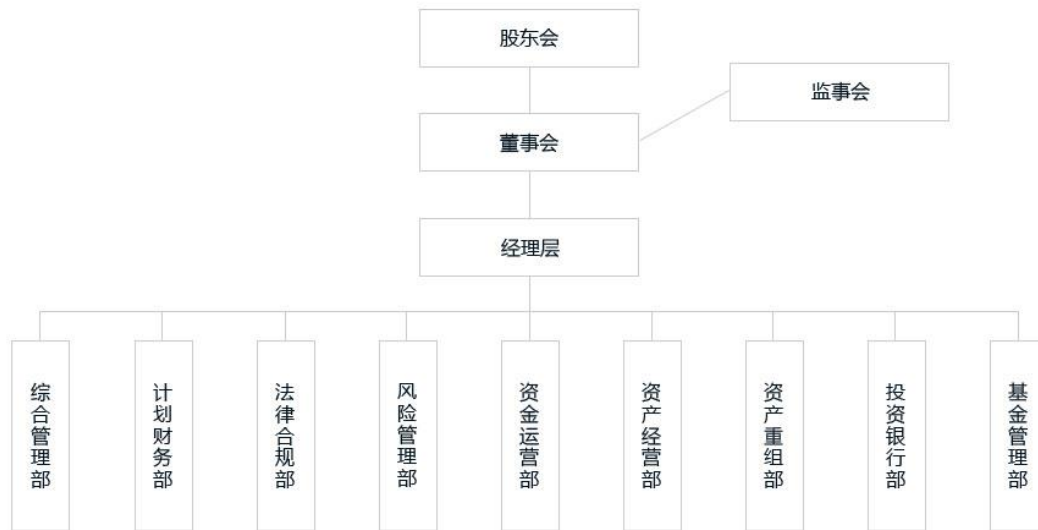 股东会
监事会
董事会
经理层
综合管理部
计划财务部
法律合规部
风险管理部
资金运营部
资产经营部
资产重组部
投资银行部
基金管理部